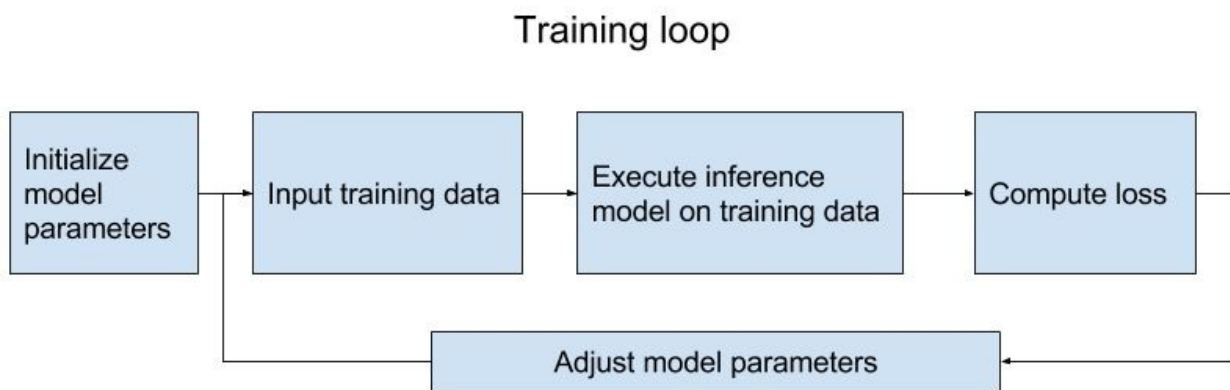 Training loop
Initialize
model
parameters
Input training data
Execute inference
model on training data
Compute loss
Adjust model parameters